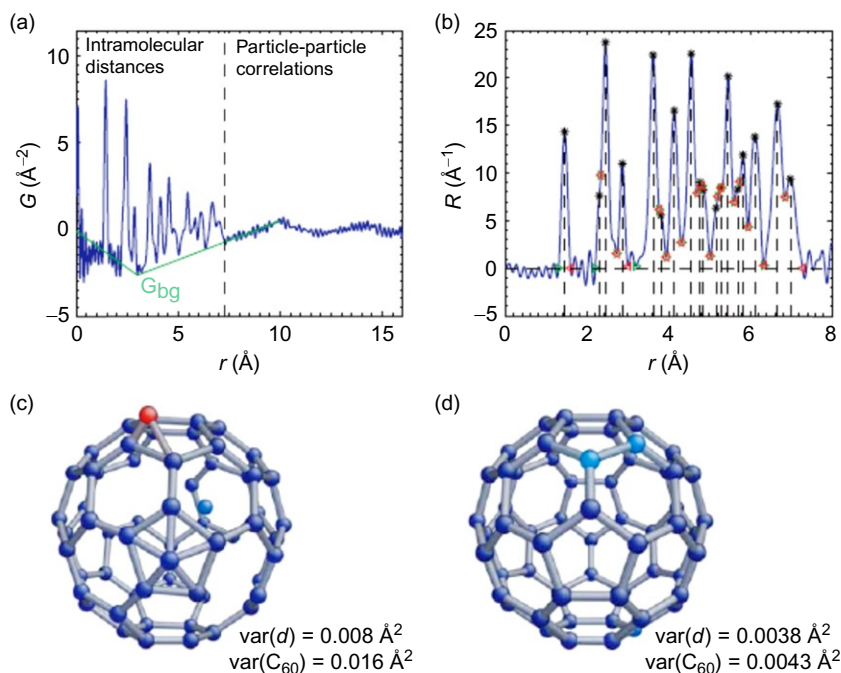 (a)
Intramolecular Particle-particle
distances correlations
10
5
0
−5
G (Å⁻²)
G_bg
0 5 10 15
r (Å)
(b)
25
20
15
10
5
0
−5
R (Å⁻¹)
0 2 4 6 8
r (Å)
(c)
var(d) = 0.008 Å²
var(C₆₀) = 0.016 Å²
(d)
var(d) = 0.0038 Å²
var(C₆₀) = 0.0043 Å²